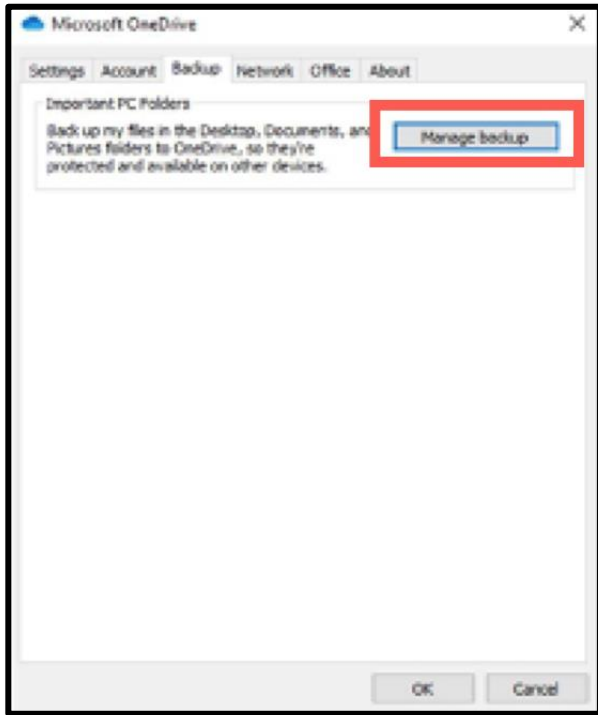 Microsoft OneDrive
Settings Account Backup Network Office About
Important PC Folders
Back up my files in the Desktop, Documents, and
Pictures folders to OneDrive, so they're
protected and available on other devices.
Manage backup
OK Cancel